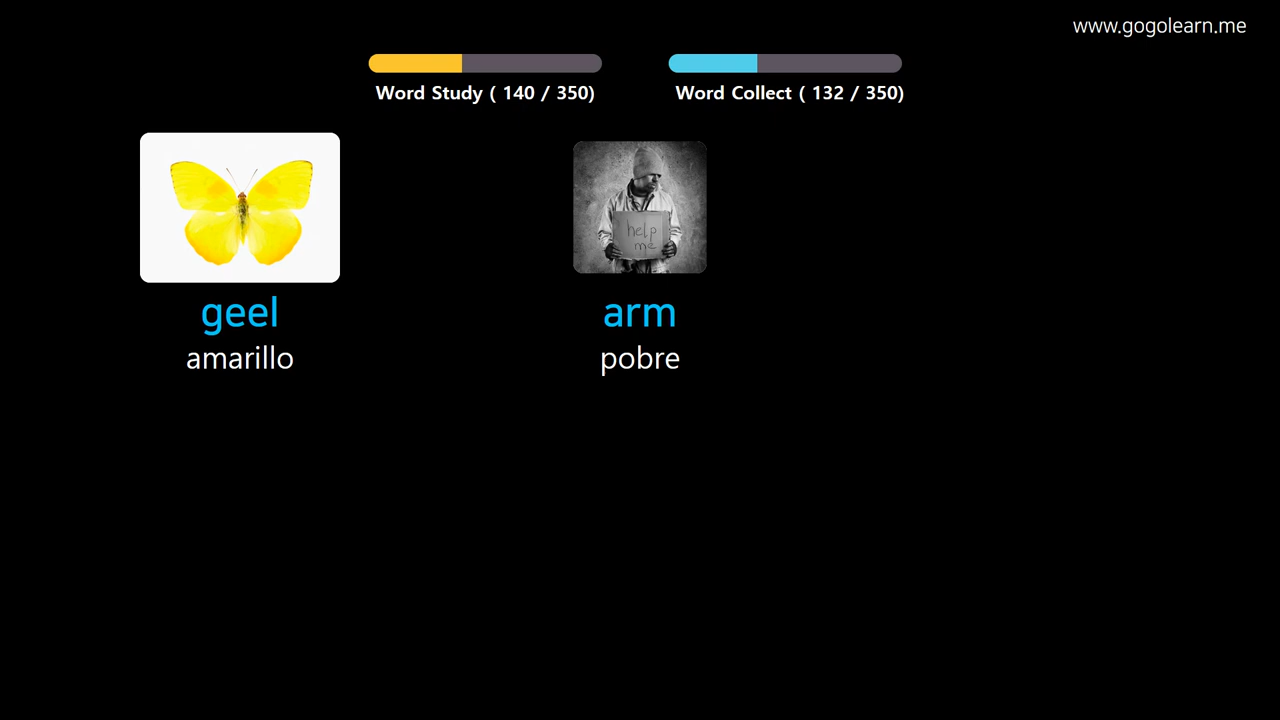 www.gogolearn.me
Word Study ( 140 / 350)
Word Collect ( 132 / 350)
help
me
geel
arm
amarillo
pobre